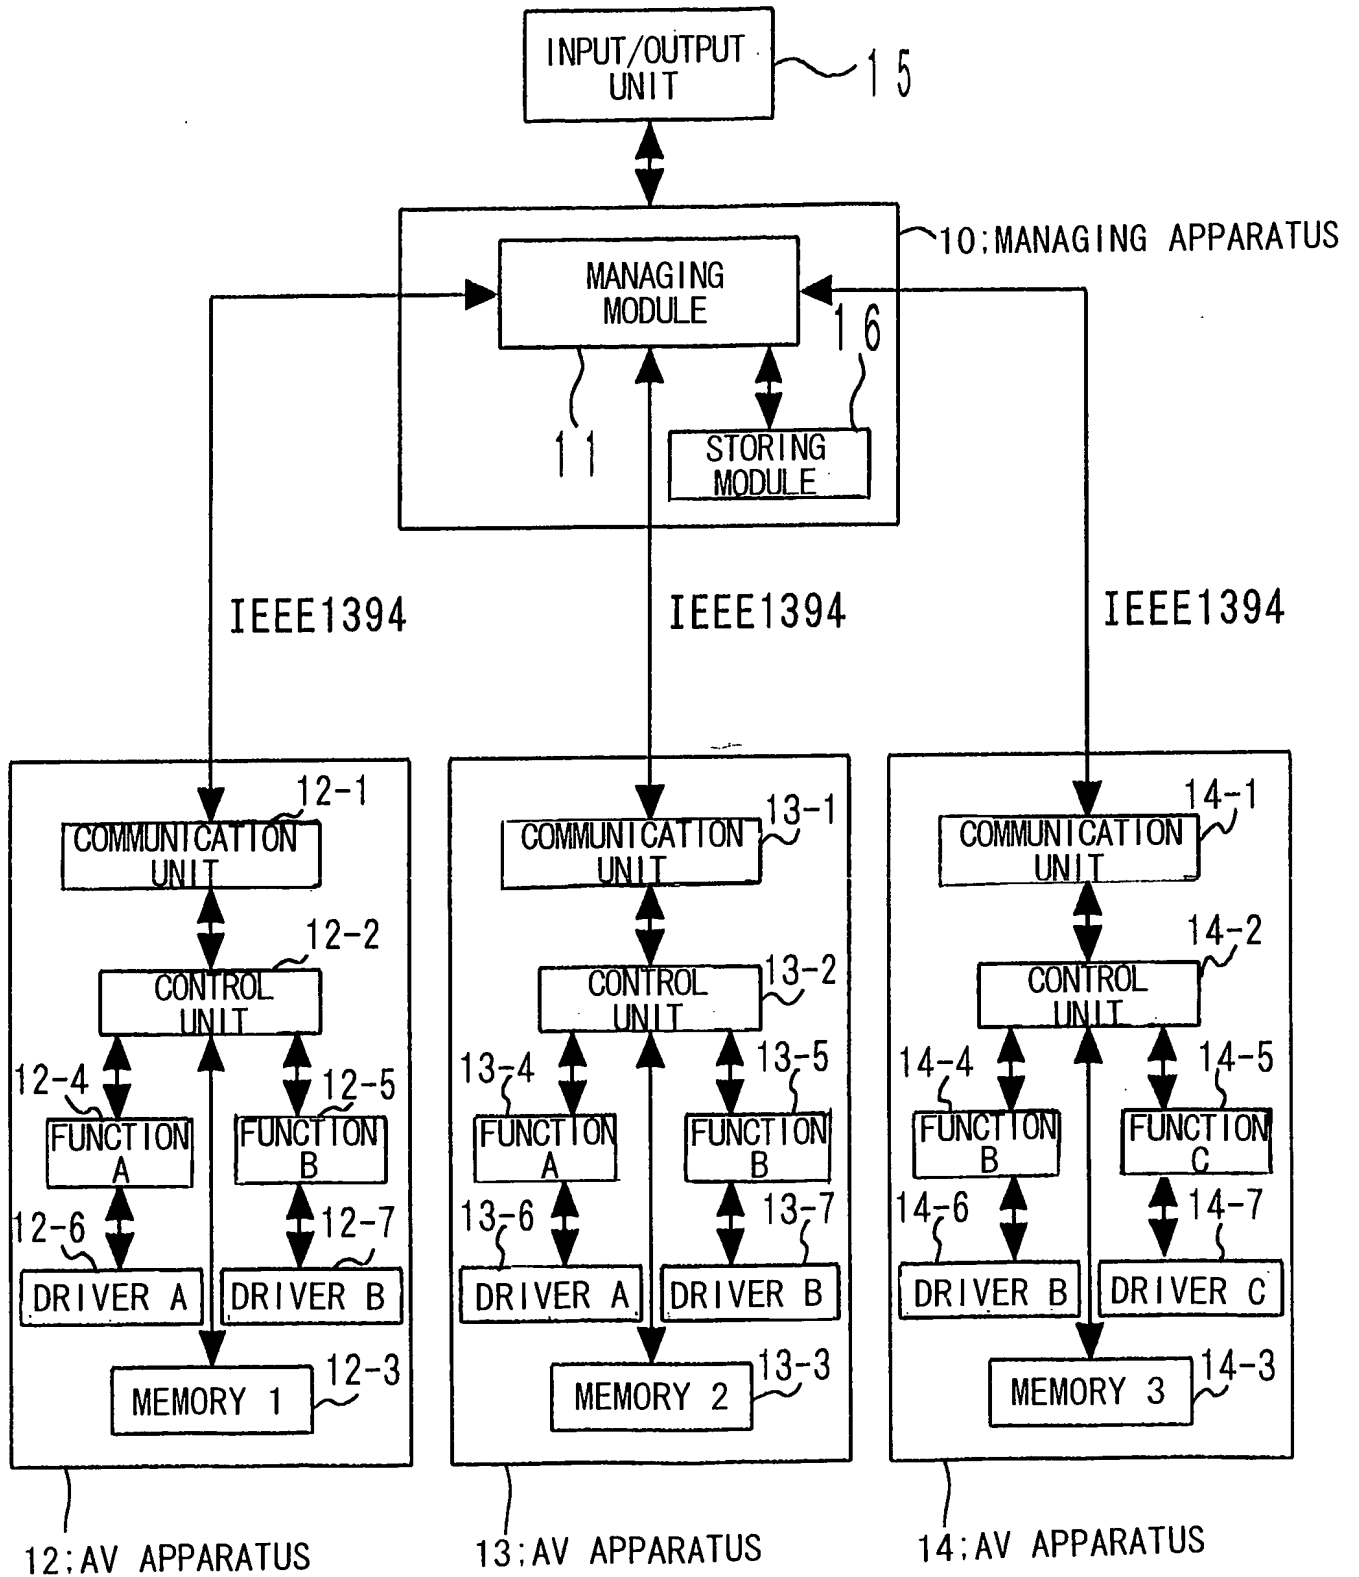 INPUT/OUTPUT
UNIT
15
10;MANAGING APPARATUS
MANAGING
MODULE
16
11
STORING
MODULE
IEEE1394
IEEE1394
IEEE1394
12-1
COMMUNICATION
UNIT
12-2
CONTROL
UNIT
12-4
12-5
FUNCTION
A
FUNCTION
B
12-6
12-7
DRIVER A
DRIVER B
12-3
MEMORY 1
12;AV APPARATUS
13-1
COMMUNICATION
UNIT
13-2
CONTROL
UNIT
13-4
13-5
FUNCTION
A
FUNCTION
B
13-6
13-7
DRIVER A
DRIVER B
13-3
MEMORY 2
13;AV APPARATUS
14-1
COMMUNICATION
UNIT
14-2
CONTROL
UNIT
14-4
14-5
FUNCTION
B
FUNCTION
C
14-6
14-7
DRIVER B
DRIVER C
14-3
MEMORY 3
14;AV APPARATUS